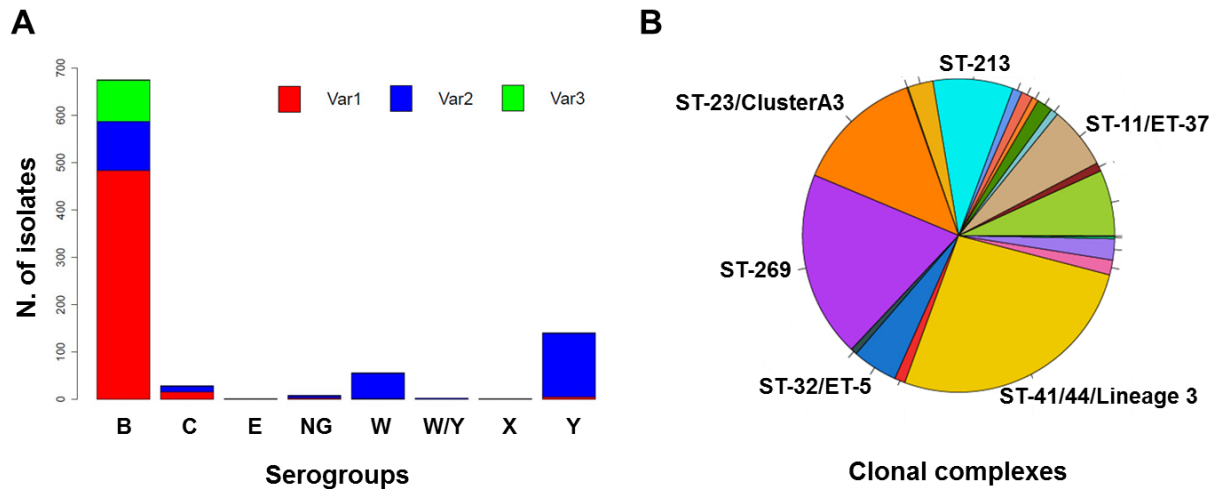 A
B
700
600
500
400
300
200
100
0
N. of isolates
Var1 Var2 Var3
B C E NG W W/Y X Y
Serogroups
ST-213
ST-23/ClusterA3
ST-11/ET-37
ST-269
ST-32/ET-5
ST-41/44/Lineage 3
Clonal complexes